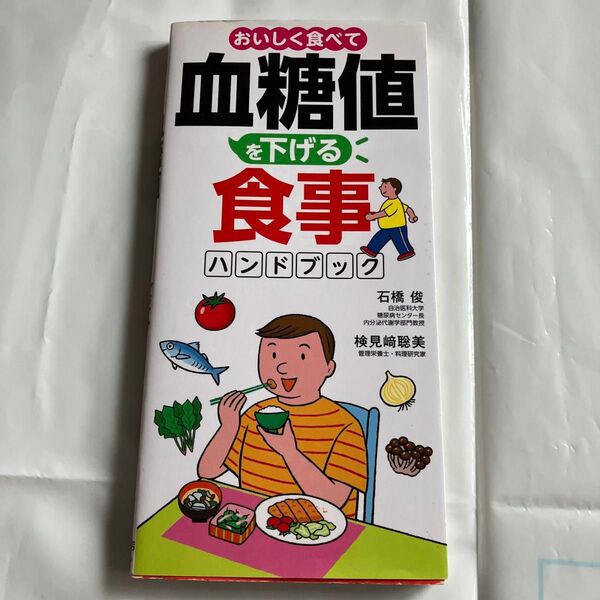 おいしく食べて
血糖値
を下げる
食事
ハンドブック
石橋 俊
自治医科大学
糖尿病センター長
内分泌代謝学部門教授
検見﨑聡美
管理栄養士・料理研究家